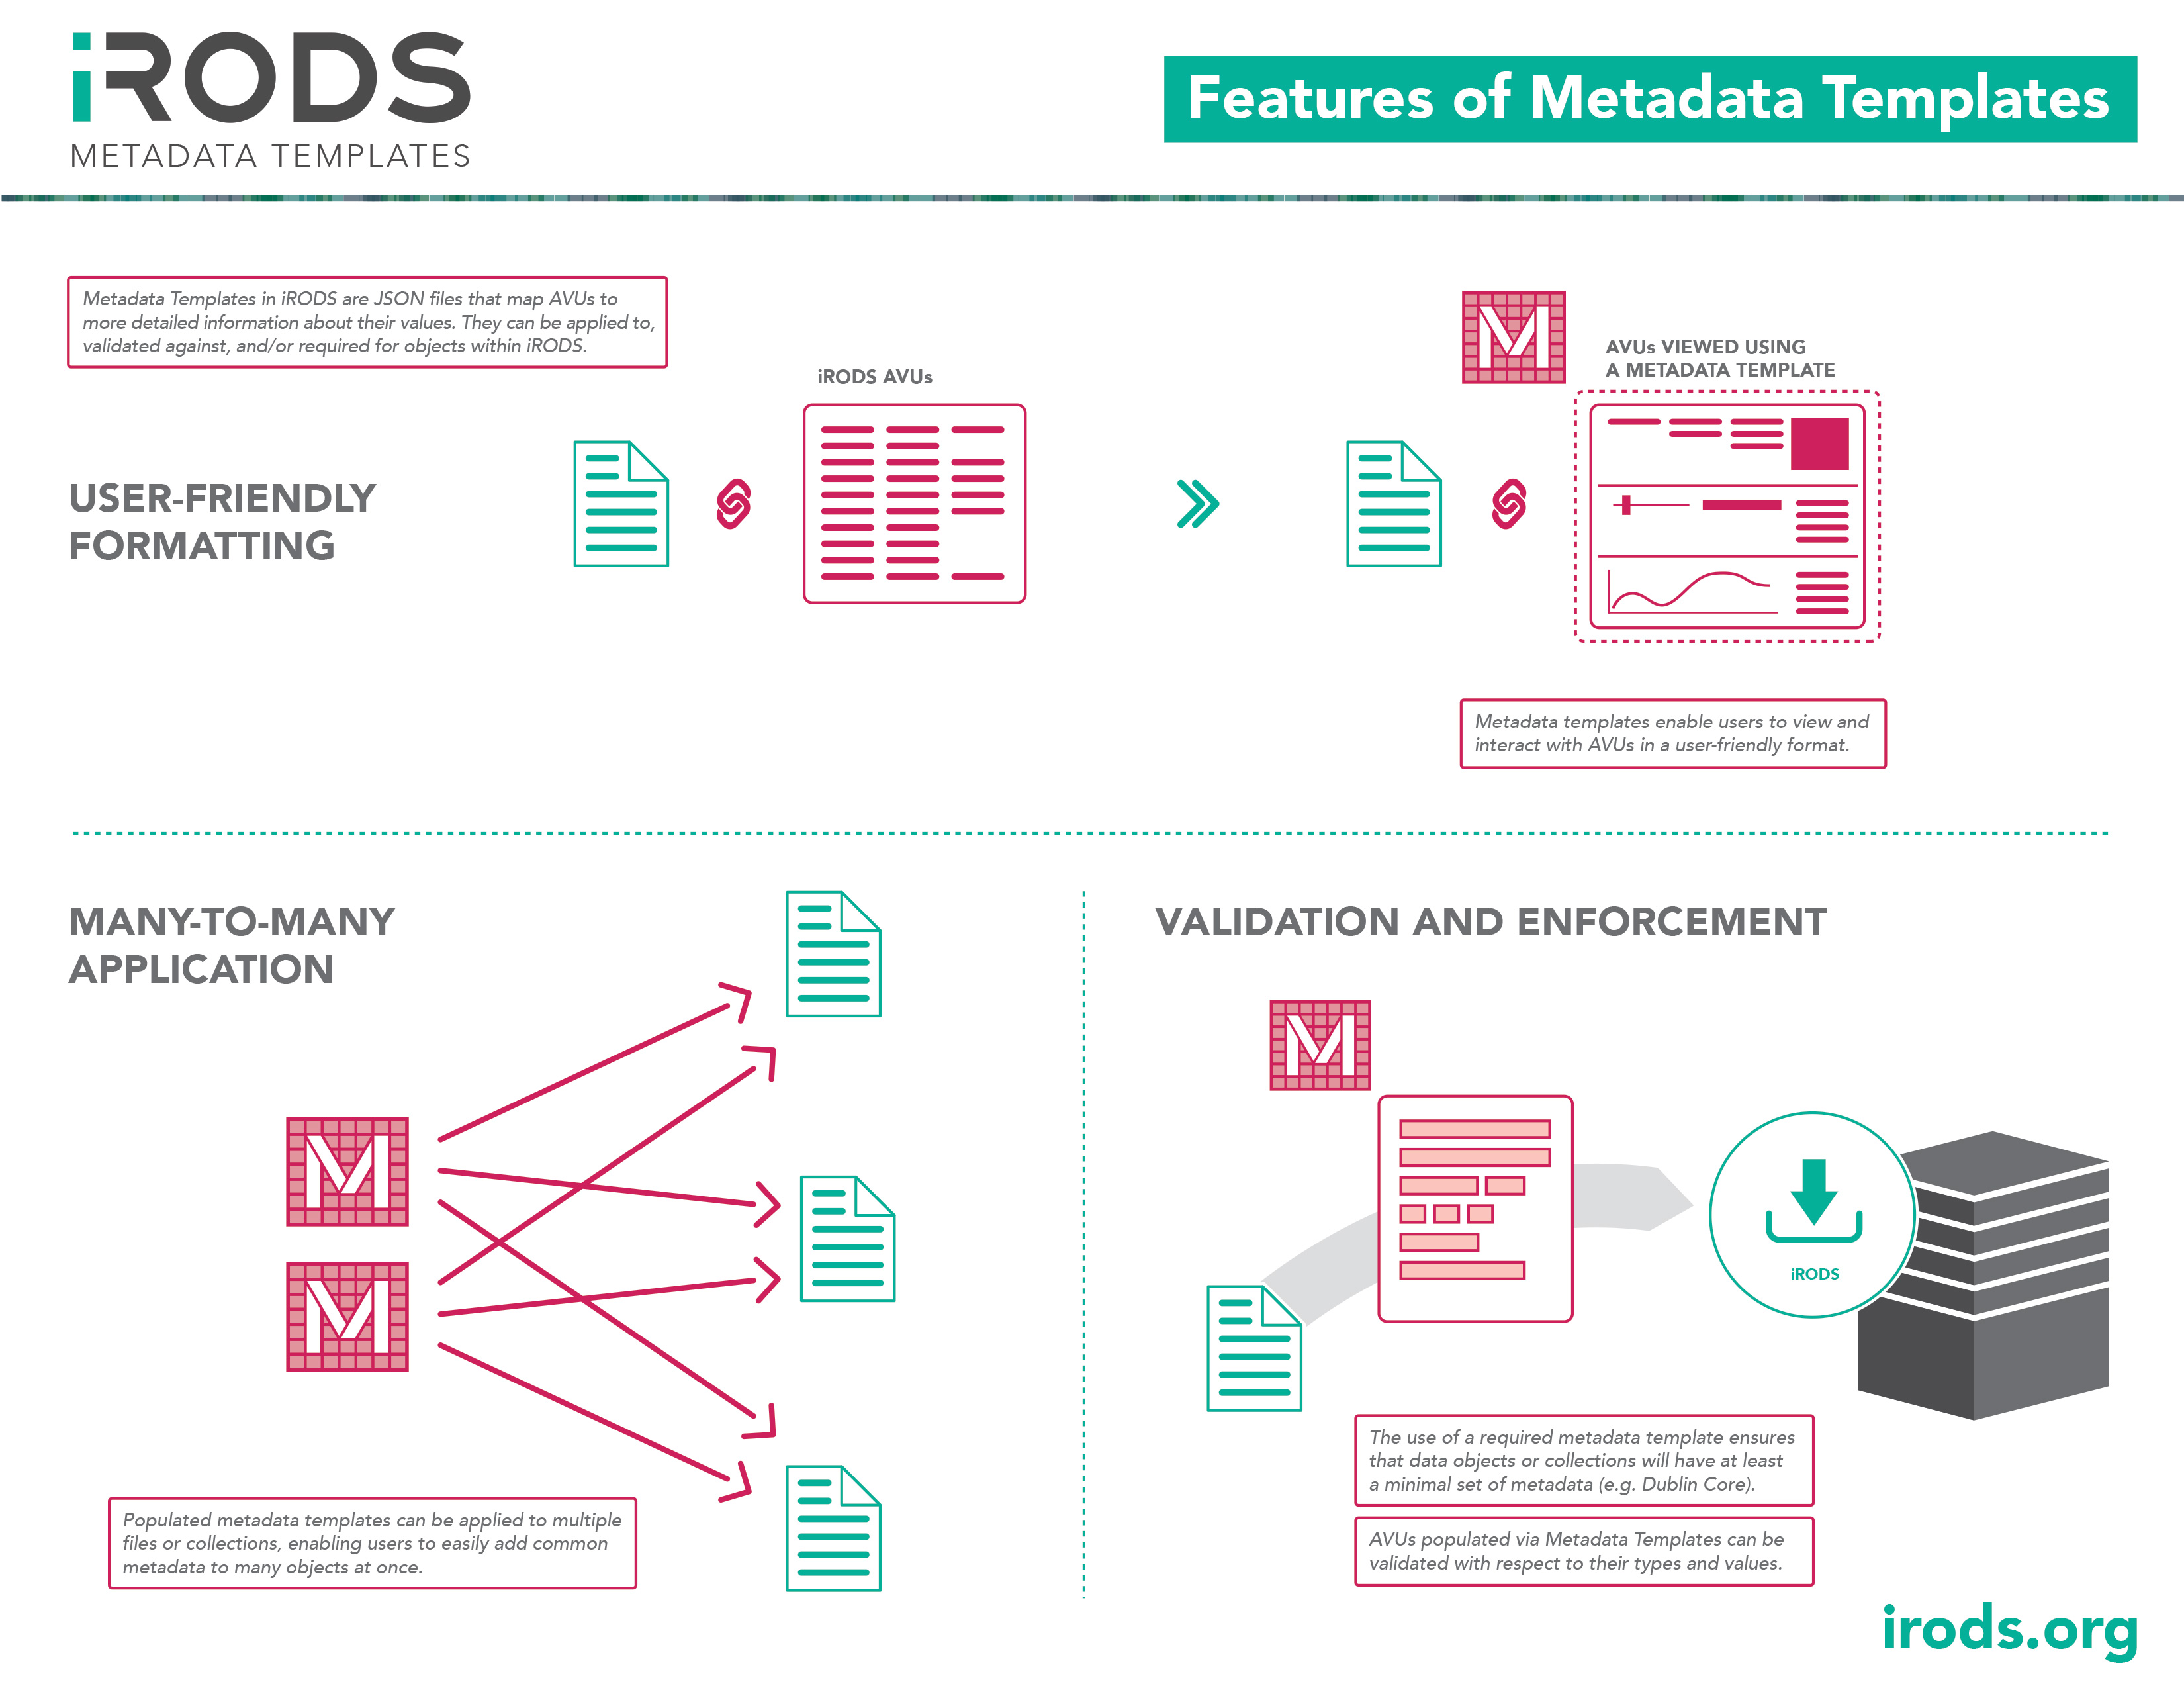 iRODS
METADATA TEMPLATES
Features of Metadata Templates
Metadata Templates in iRODS are JSON files that map AVUs to
more detailed information about their values. They can be applied to,
validated against, and/or required for objects within iRODS.
USER-FRIENDLY
FORMATTING
iRODS AVUs
M
AVUs VIEWED USING
A METADATA TEMPLATE
Metadata templates enable users to view and
interact with AVUs in a user-friendly format.
MANY-TO-MANY
APPLICATION
M
M
Populated metadata templates can be applied to multiple
files or collections, enabling users to easily add common
metadata to many objects at once.
VALIDATION AND ENFORCEMENT
M
iRODS
The use of a required metadata template ensures
that data objects or collections will have at least
a minimal set of metadata (e.g. Dublin Core).
AVUs populated via Metadata Templates can be
validated with respect to their types and values.
irods.org